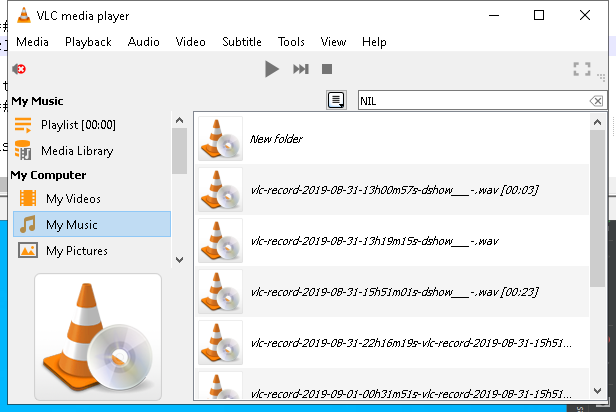 VLC media player
Media Playback Audio Video Subtitle Tools View Help
NIL
My Music
Playlist [00:00]
Media Library
My Computer
My Videos
My Music
My Pictures
New folder
vlc-record-2019-08-31-13h00m57s-dshow___-.wav [00:03]
vlc-record-2019-08-31-13h19m15s-dshow___-.wav
vlc-record-2019-08-31-15h51m01s-dshow___-.wav [00:23]
vlc-record-2019-08-31-22h16m19s-vlc-record-2019-08-31-15h51...
vlc-record-2019-09-01-00h31m51s-vlc-record-2019-08-31-15h51...